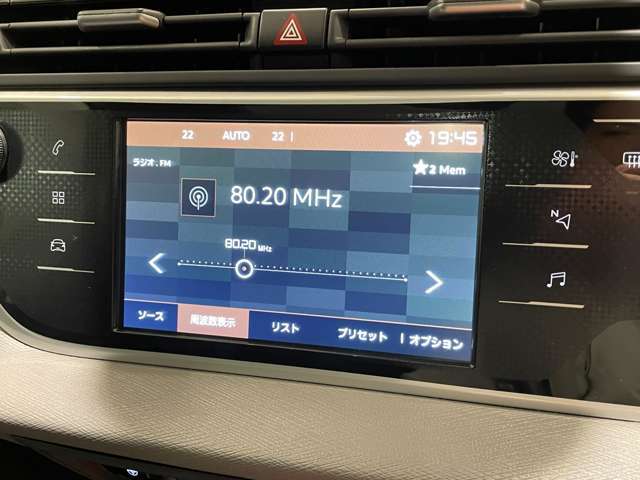 22 AUTO 22 19:45
ラジオ:FM
2 Mem
80.20 MHz
80.20 MHz
N
ソース 周波数表示 リスト プリセット オプション